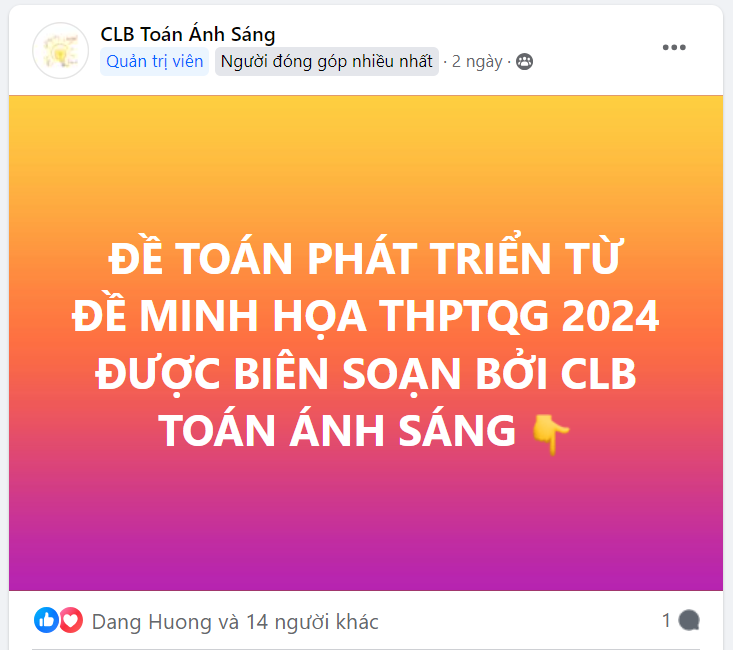 CLB Toán Ánh Sáng
Quản trị viên Người đóng góp nhiều nhất · 2 ngày ·
ĐỀ TOÁN PHÁT TRIỂN TỪ
ĐỀ MINH HỌA THPTQG 2024
ĐƯỢC BIÊN SOẠN BỞI CLB
TOÁN ÁNH SÁNG 👇
Dang Huong và 14 người khác 1